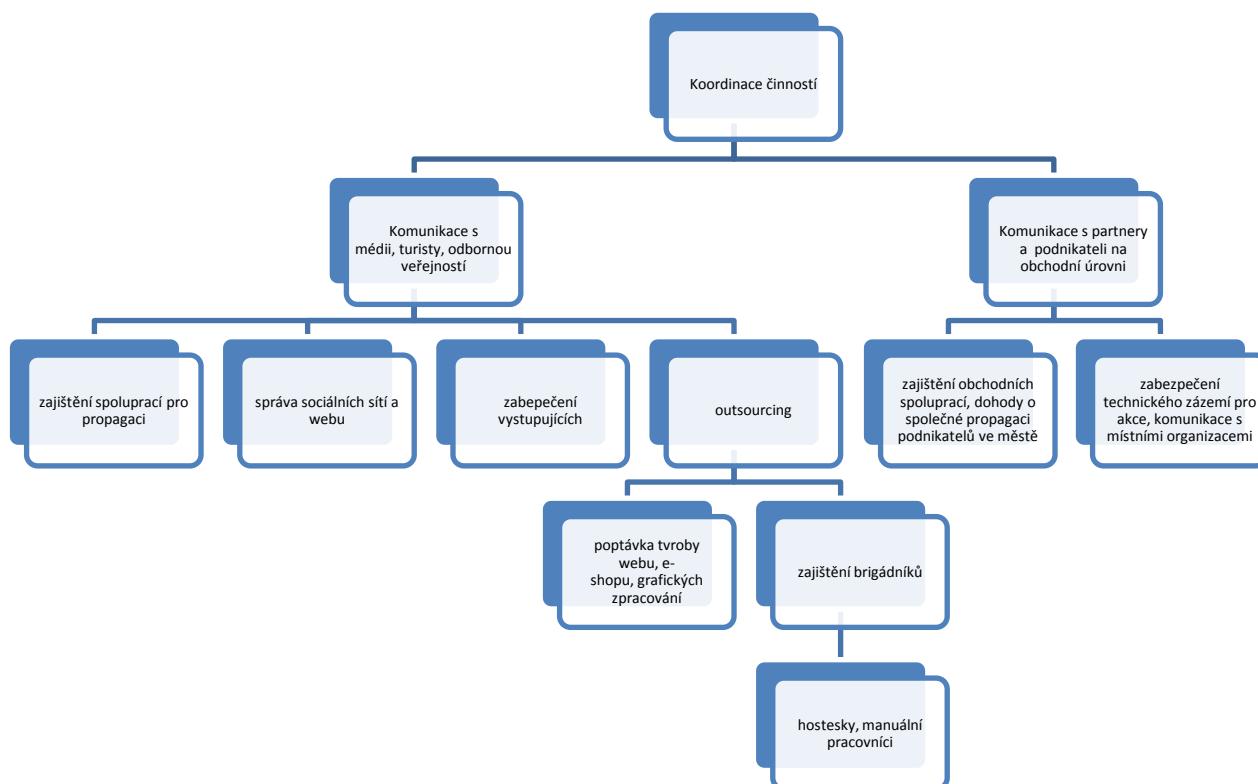 Koordinace činností
Komunikace s
médii, turisty, odbornou
veřejností
Komunikace s partnery
a podnikateli na
obchodní úrovni
zajištění spoluprací pro
propagaci
správa sociálních sítí a
webu
zabepečení
vystupujících
outsourcing
zajištění obchodních
spoluprací, dohody o
společné propagaci
podnikatelů ve městě
zabezpečení
technického zázemí pro
akce, komunikace s
místními organizacemi
poptávka tvroby
webu, e-
shopu, grafických
zpracování
zajištění brigádníků
hostesky, manuální
pracovníci